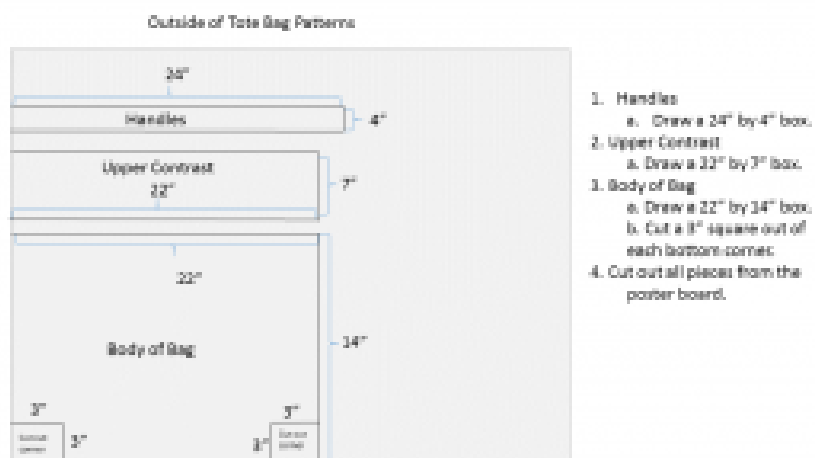 Outside of Tote Bag Patterns
24"
Handles
4"
Upper Contrast
22"
7"
22"
Body of Bag
14"
3"
3"
3"
3"
corner
1. Handles
a. Draw a 24" by 4" box.
2. Upper Contrast
a. Draw a 22" by 7" box.
3. Body of Bag
a. Draw a 22" by 14" box.
b. Cut a 3" square out of
each bottom corner.
4. Cut out all pieces from the
poster board.